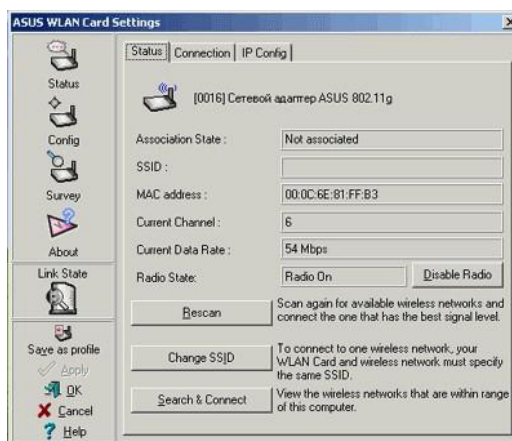 ASUS WLAN Card Settings
Status
Config
Survey
About
Link State
Save as profile
Apply
OK
Cancel
Help
Status Connection IP Config
[0016] Сетевой адаптер ASUS 802.11g
Association State : Not associated
SSID :
MAC address : 00:0C:6E:81:FF:B3
Current Channel : 6
Current Data Rate : 54 Mbps
Radio State: Radio On Disable Radio
Rescan
Scan again for available wireless networks and
connect the one that has the best signal level.
Change SSID
To connect to one wireless network, your
WLAN Card and wireless network must specify
the same SSID.
Search & Connect
View the wireless networks that are within range
of this computer.